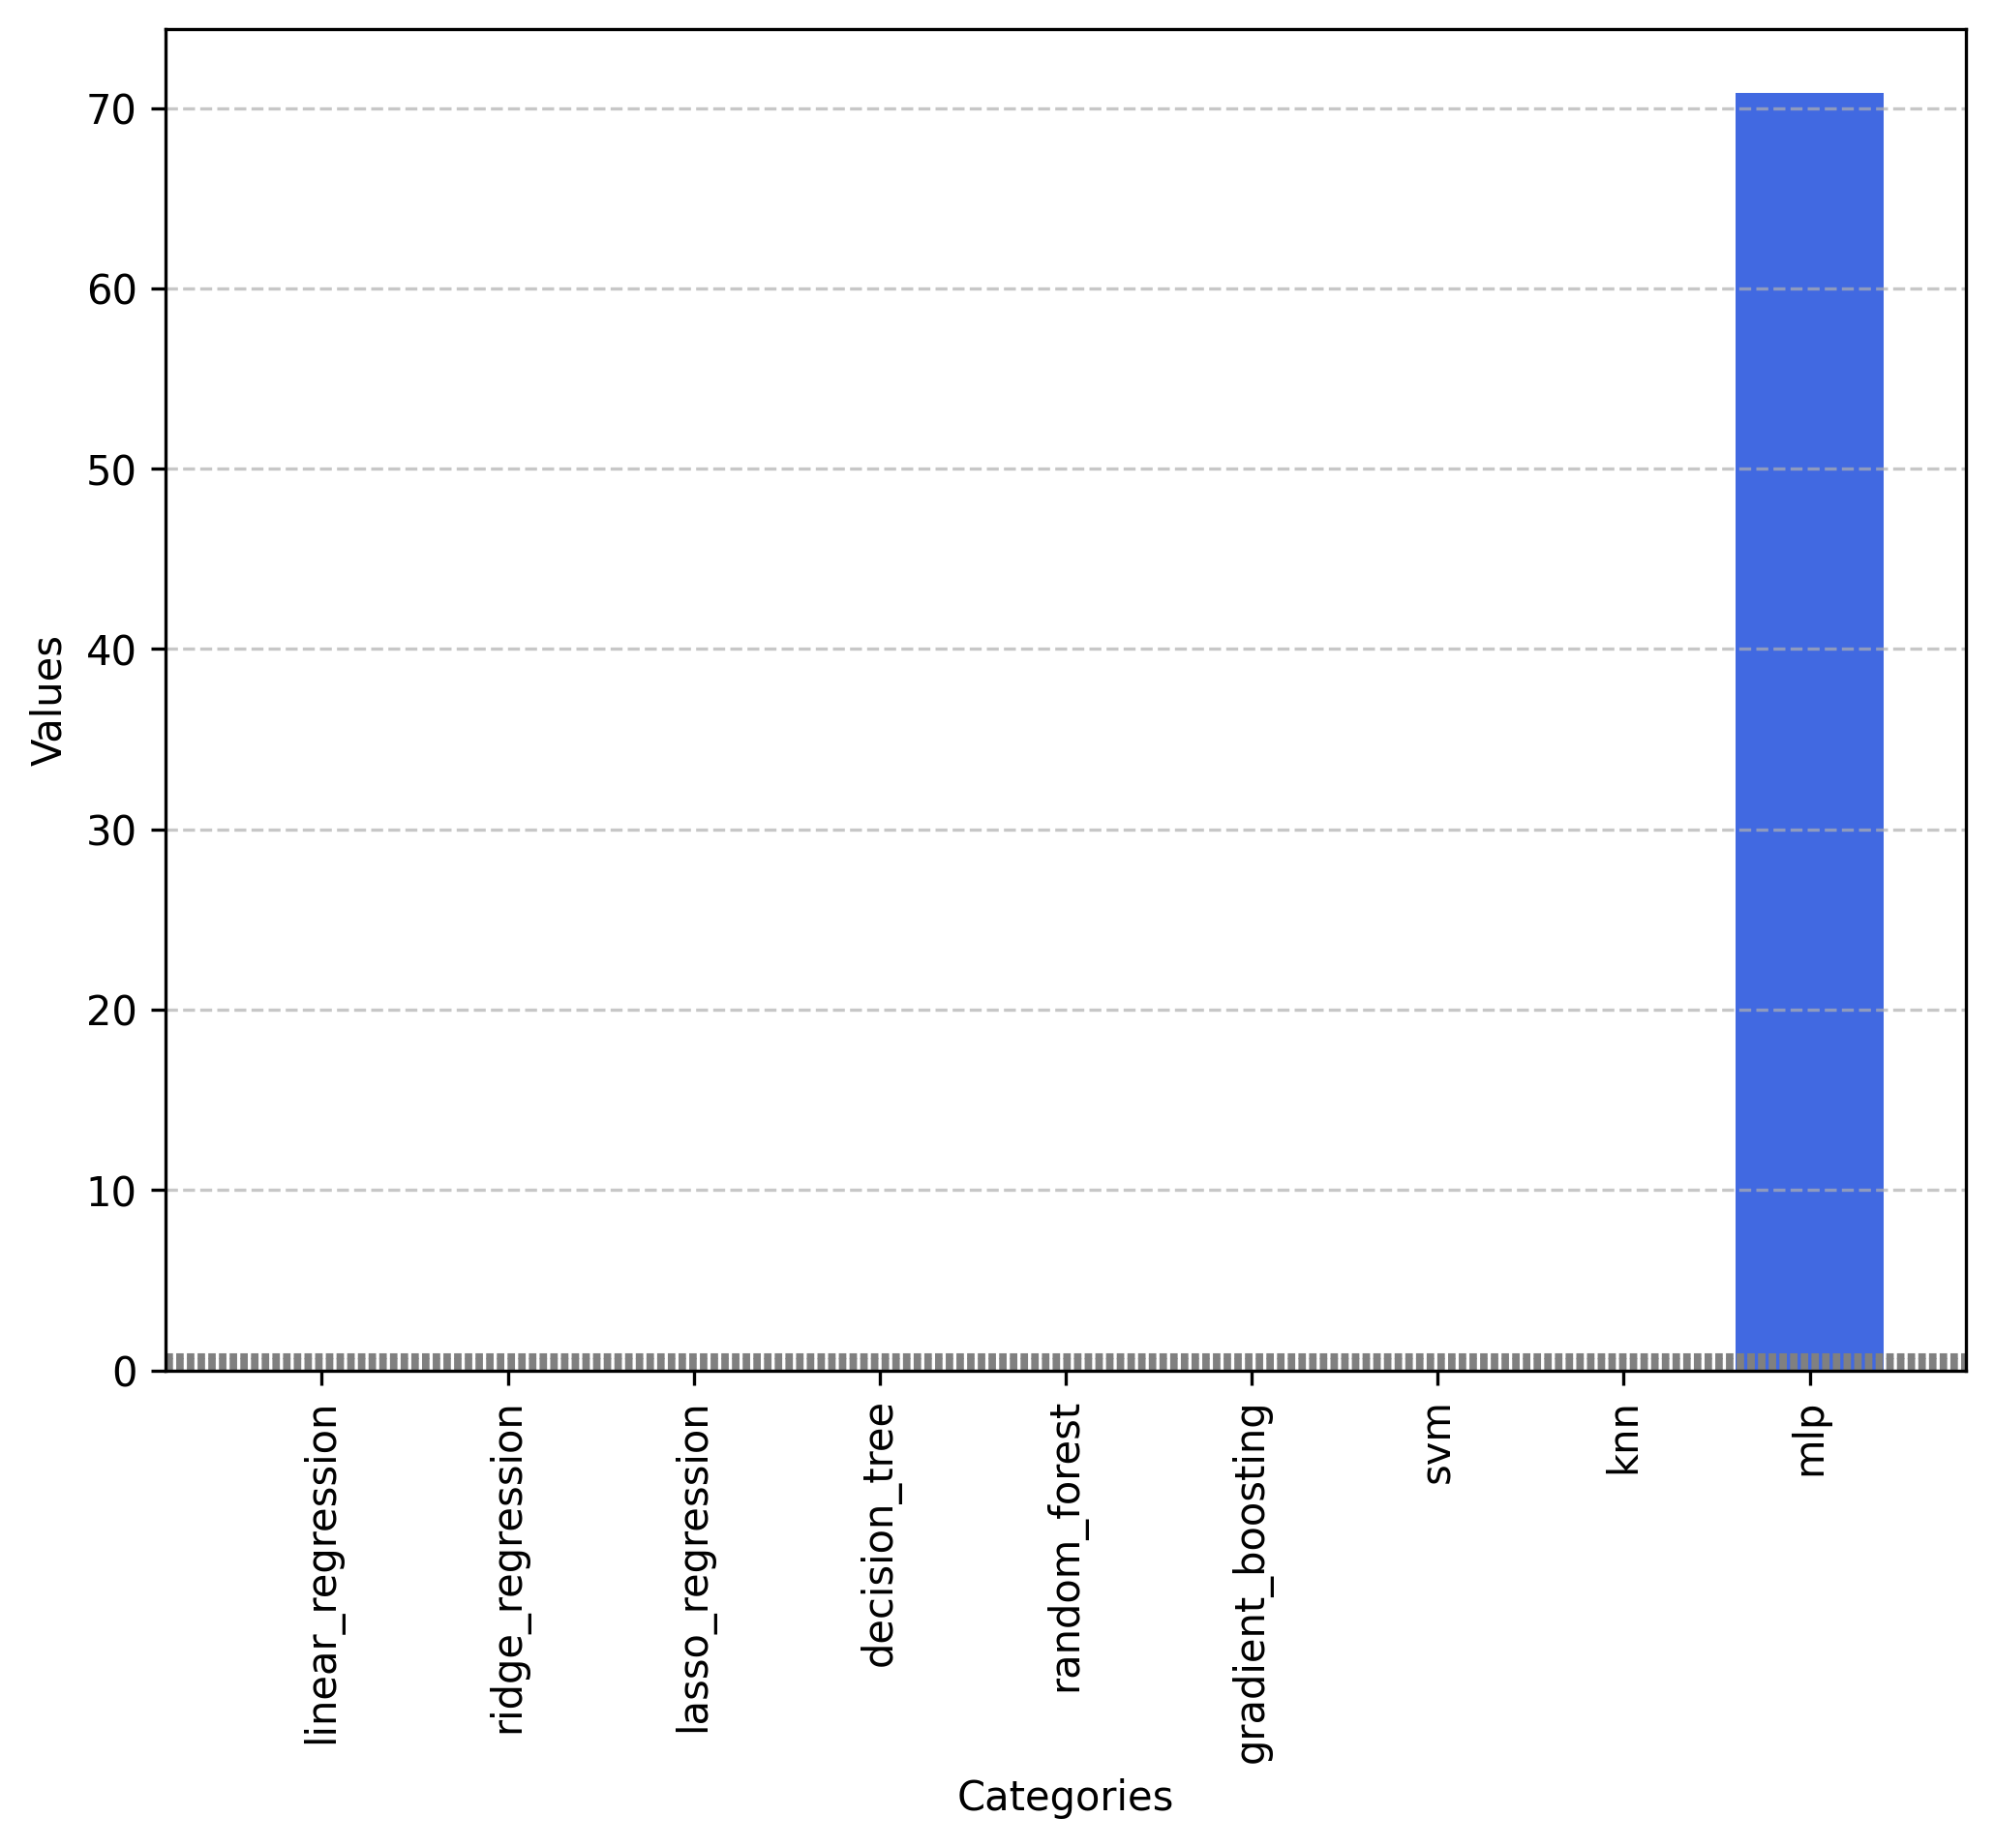 70
60
50
40
30
20
10
0
Values
linear_regression
ridge_regression
lasso_regression
decision_tree
random_forest
gradient_boosting
svm
knn
mlp
Categories